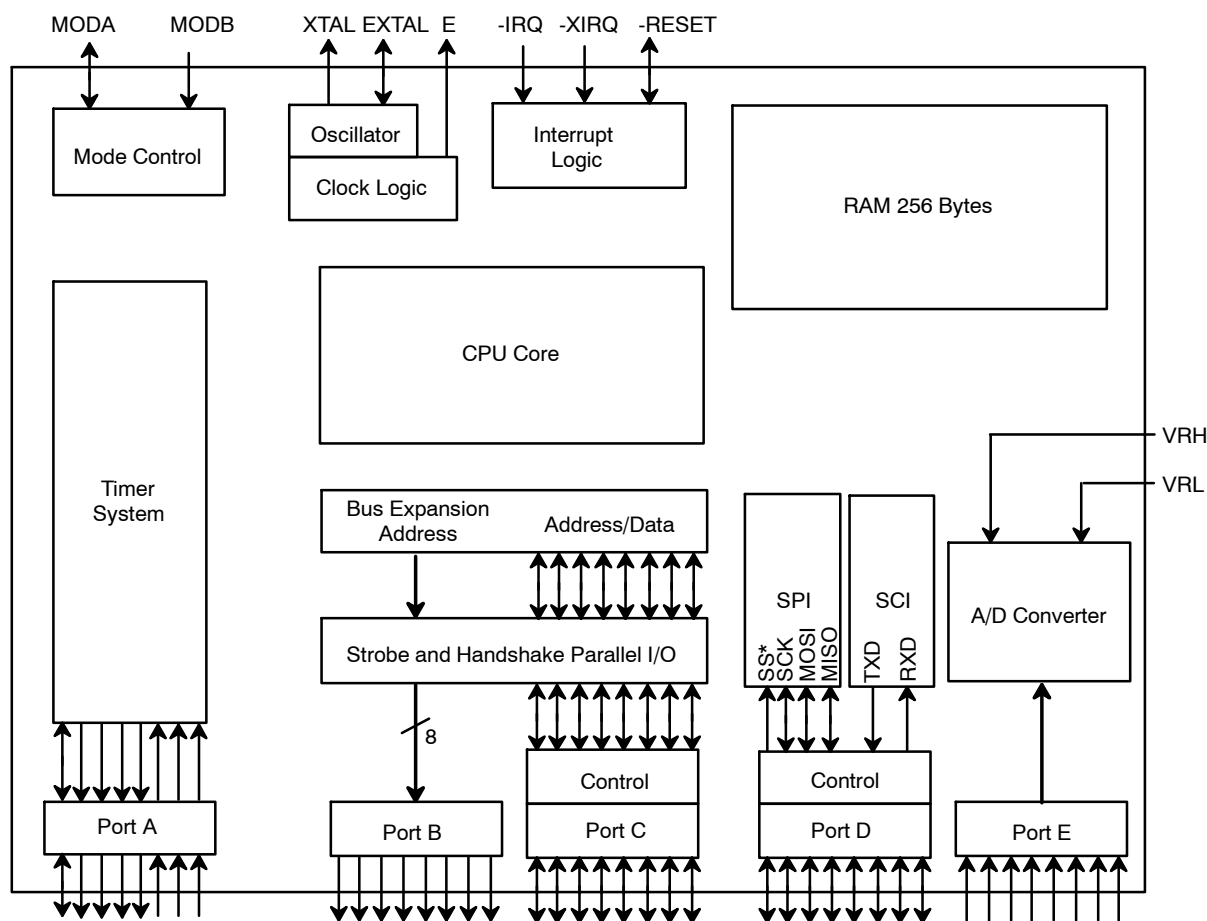 MODA MODB XTAL EXTAL E -IRQ -XIRQ -RESET
Mode Control
Oscillator
Clock Logic
Interrupt
Logic
RAM 256 Bytes
CPU Core
VRH
VRL
Timer
System
Bus Expansion
Address
Address/Data
Strobe and Handshake Parallel I/O
8
SPI
SS*
SCK
MOSI
MISO
SCI
TXD
RXD
A/D Converter
Control
Control
Port A
Port B
Port C
Port D
Port E